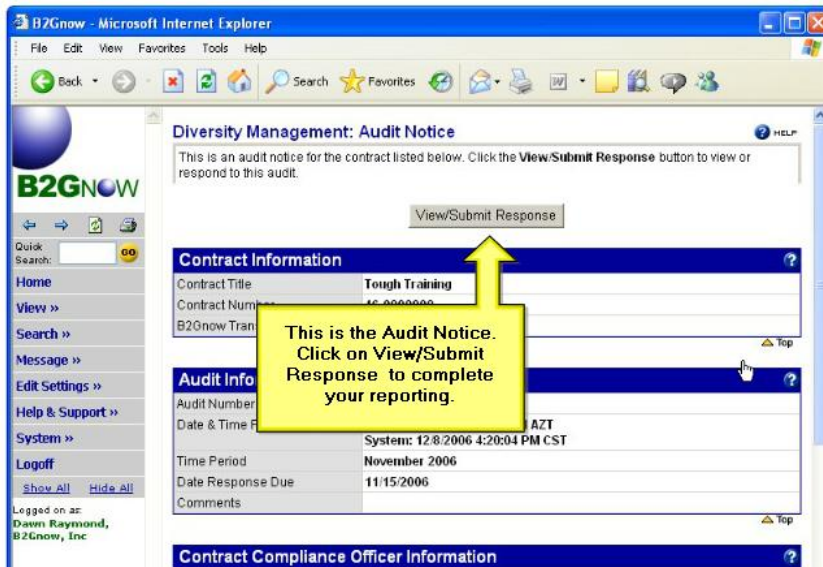 B2Gnow - Microsoft Internet Explorer
File Edit View Favorites Tools Help
Back Search Favorites
B2GNOW
Quick Search: GO
Home
View »
Search »
Message »
Edit Settings »
Help & Support »
System »
Logoff
Show All Hide All
Logged on as:
Dawn Raymond,
B2Gnow, Inc
Diversity Management: Audit Notice
HELP
This is an audit notice for the contract listed below. Click the View/Submit Response button to view or
respond to this audit.
View/Submit Response
Contract Information ?
Contract Title Tough Training
Contract Num
B2Gnow Tran
Top
This is the Audit Notice.
Click on View/Submit
Response to complete
your reporting.
Audit Info ?
Audit Number
Date & Time AZT
System: 12/8/2006 4:20:04 PM CST
Time Period November 2006
Date Response Due 11/15/2006
Comments
Top
Contract Compliance Officer Information ?